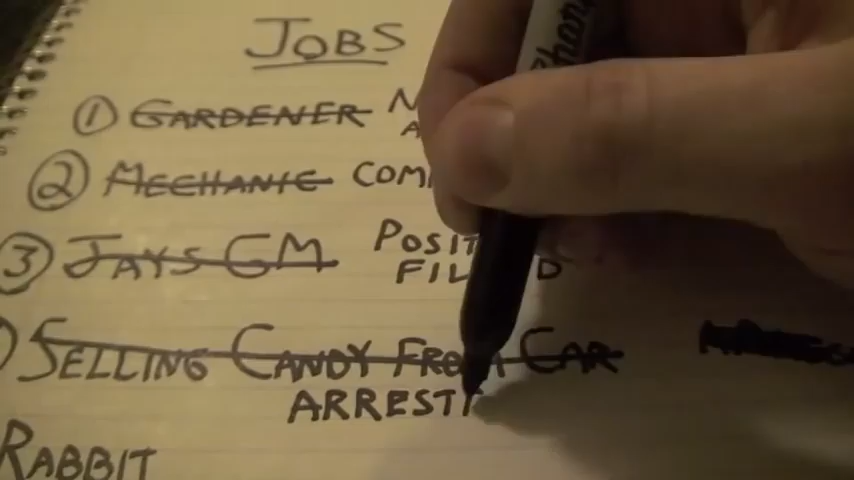 JOBS
① GARDENER N
A
② MECHANIC COM
③ JAYS GM POSIT
FIL D
SELLING CANDY FROM CAR
ARREST
RABBIT